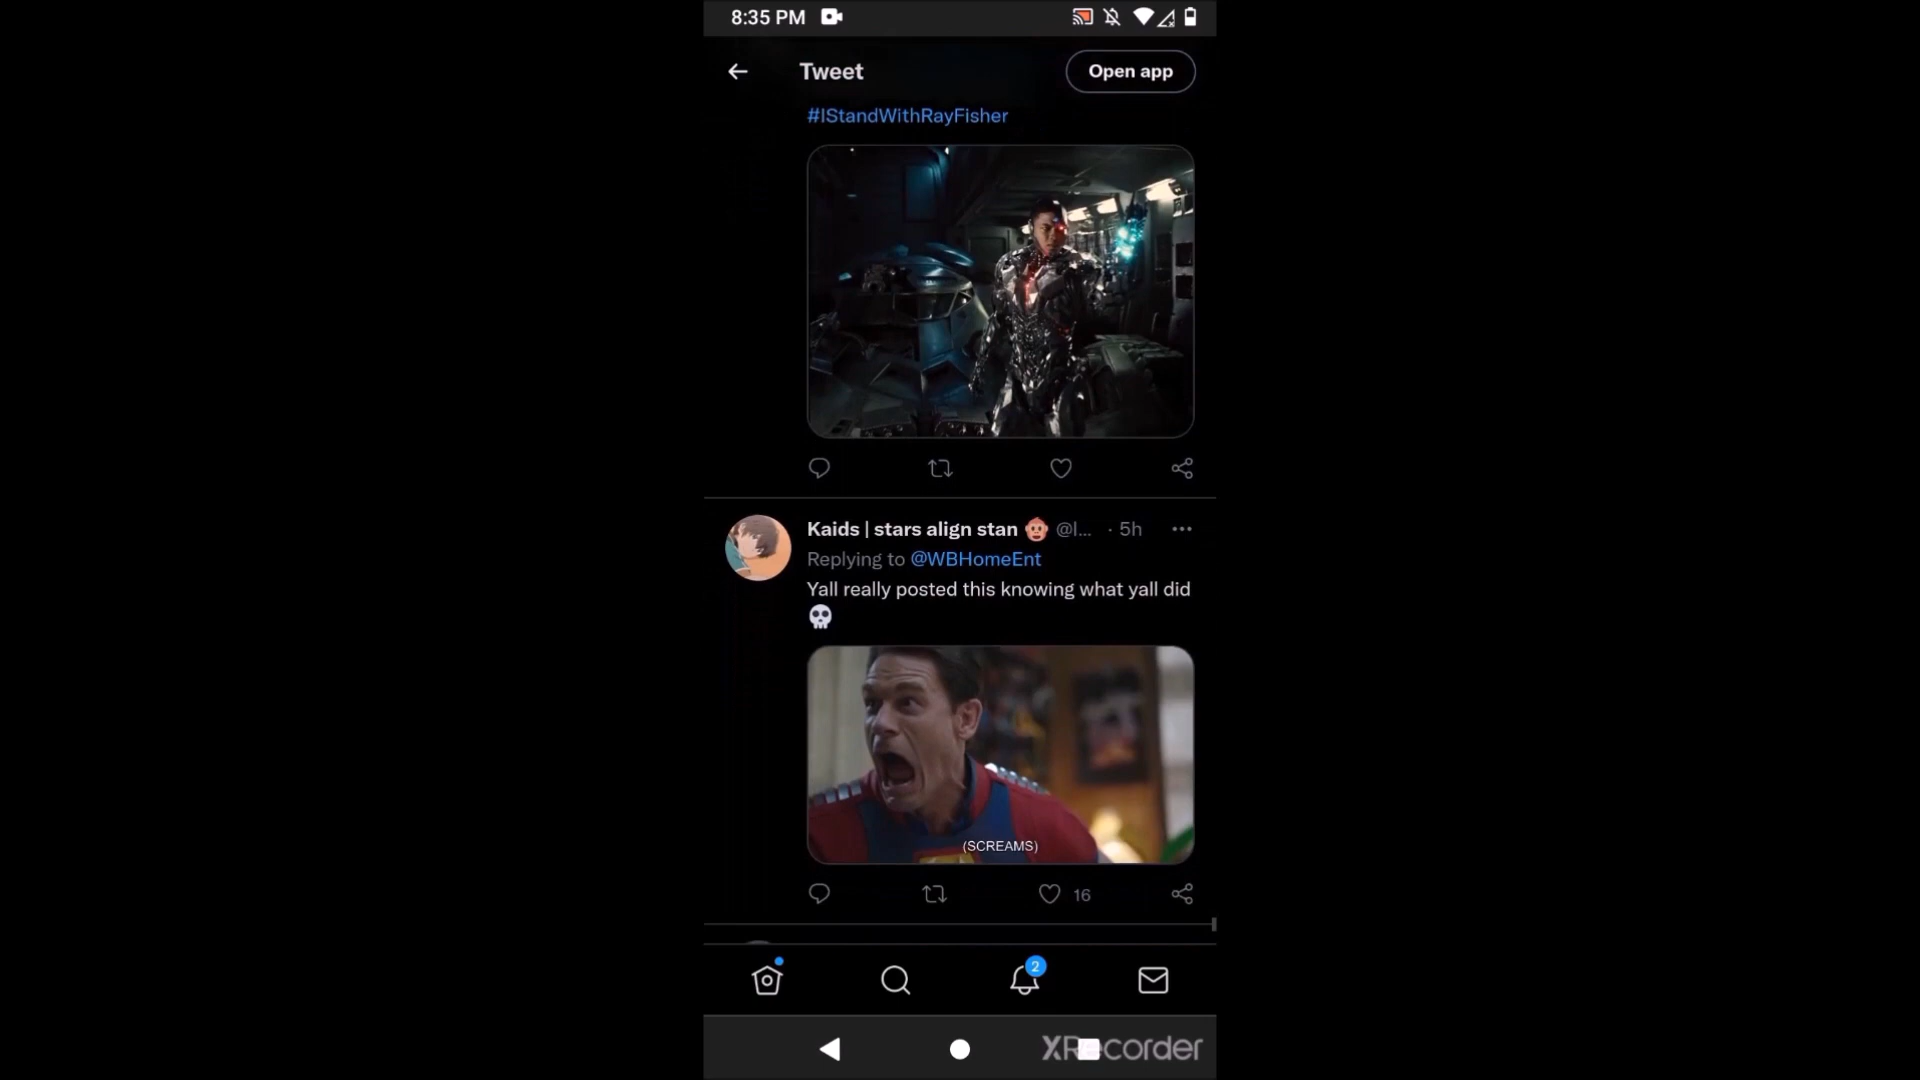 8:35 PM
Tweet
Open app
#IStandWithRayFisher
Kaids | stars align stan 🐵 @l... · 5h
Replying to @WBHomeEnt
Yall really posted this knowing what yall did
💀
(SCREAMS)
16
2
XRecorder